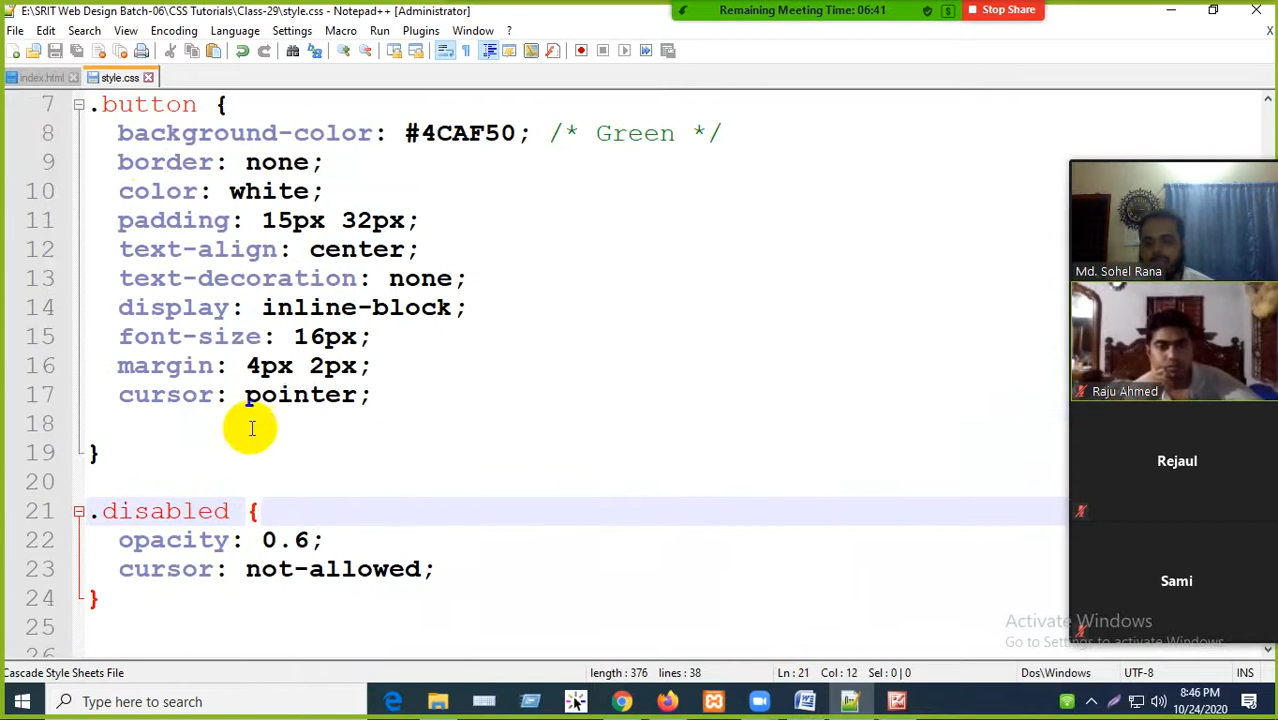 E:\SRIT Web Design Batch-06\CSS Tutorials\Class-29\style.css - Notepad++ [Administrator]
Remaining Meeting Time: 06:41
Stop Share
File Edit Search View Encoding Language Settings Macro Run Plugins Window ?
X
index.html style.css
7 .button {
8 background-color: #4CAF50; /* Green */
9 border: none;
10 color: white;
11 padding: 15px 32px;
12 text-align: center;
13 text-decoration: none;
14 display: inline-block;
15 font-size: 16px;
16 margin: 4px 2px;
17 cursor: pointer;
18
19 }
20
21 .disabled {
22 opacity: 0.6;
23 cursor: not-allowed;
24 }
25
26
Md. Sohel Rana
Raju Ahmed
Rejaul
Sami
Activate Windows
Go to Settings to activate Windows.
Cascade Style Sheets File length : 376 lines : 38 Ln : 21 Col : 12 Sel : 0 | 0 Dos\Windows UTF-8 INS
Type here to search
8:46 PM
10/24/2020